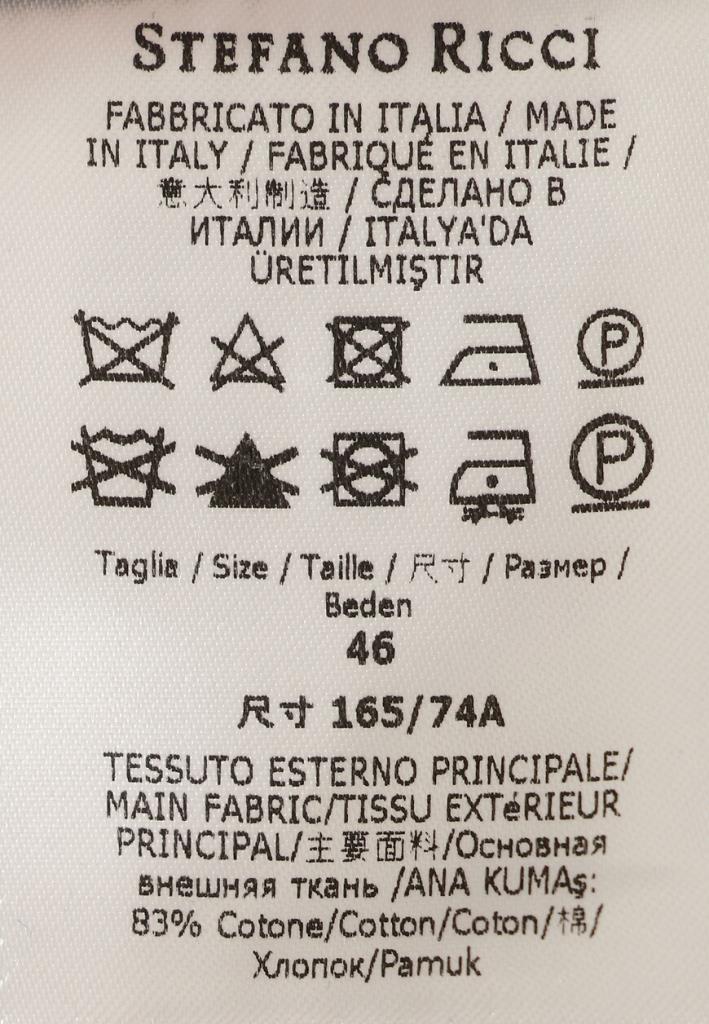 STEFANO RICCI
FABBRICATO IN ITALIA / MADE
IN ITALY / FABRIQUE EN ITALIE /
意大利制造 / СДЕЛАНО В
ИТАЛИИ / ITALYA'DA
ÜRETILMIŞTIR
P
P
Taglia / Size / Taille / 尺寸 / Размер /
Beden
46
尺寸 165/74A
TESSUTO ESTERNO PRINCIPALE/
MAIN FABRIC/TISSU EXTéRIEUR
PRINCIPAL/主要面料/Основная
внешняя ткань /ANA KUMAş:
83% Cotone/Cotton/Coton/棉/
Хлопок/Pamuk